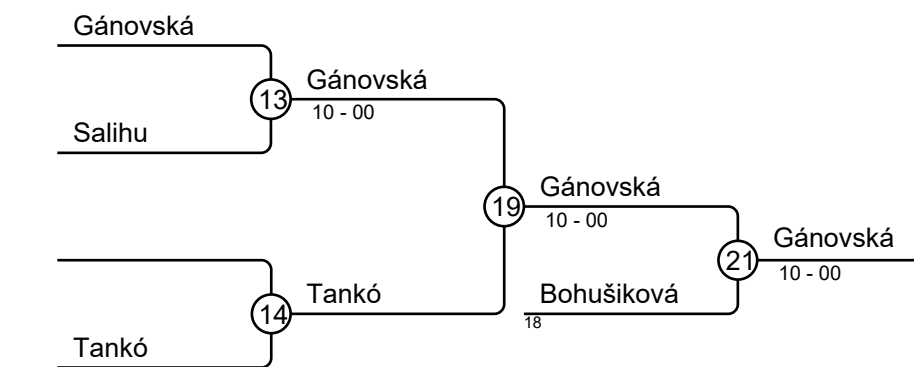 Gánovská
13
Gánovská
10 - 00
Salihu
19
Gánovská
10 - 00
21
Gánovská
10 - 00
14
Tankó
Bohušiková
18
Tankó